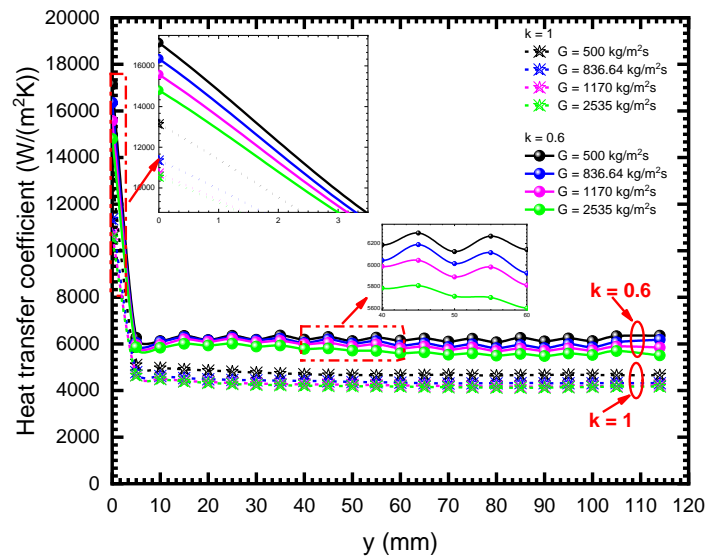 Heat transfer coefficient (W/(m²K))
20000
18000
16000
14000
12000
10000
8000
6000
4000
2000
0
0 10 20 30 40 50 60 70 80 90 100 110 120
y (mm)
16000
14000
12000
10000
0 1 2 3
k = 1
G = 500 kg/m²s
G = 836.64 kg/m²s
G = 1170 kg/m²s
G = 2535 kg/m²s
k = 0.6
G = 500 kg/m²s
G = 836.64 kg/m²s
G = 1170 kg/m²s
G = 2535 kg/m²s
6200
6000
5800
5600
40 50 60
k = 0.6
k = 1